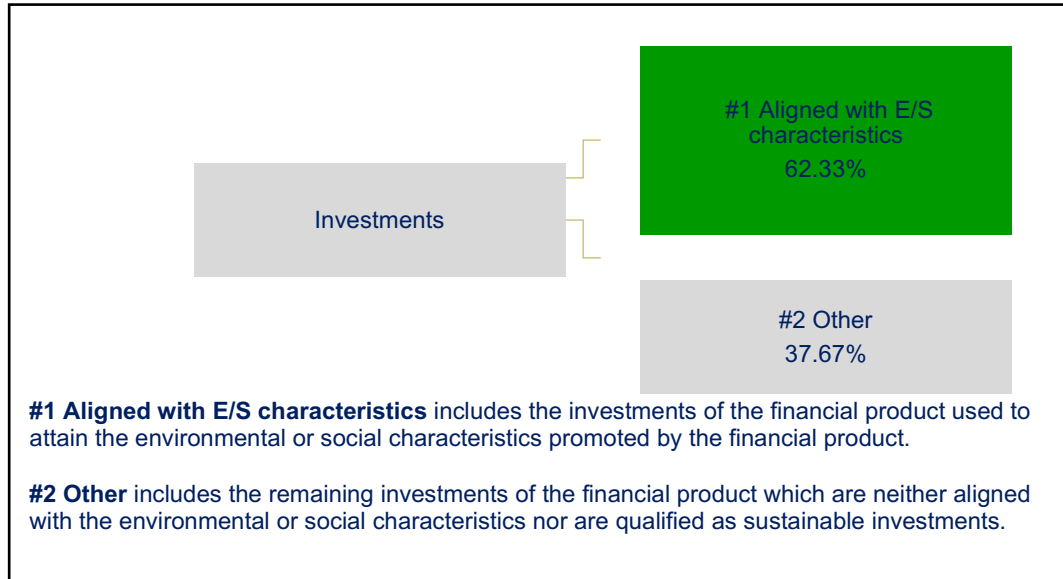 #1 Aligned with E/S
characteristics
62.33%
Investments
#2 Other
37.67%
#1 Aligned with E/S characteristics includes the investments of the financial product used to
attain the environmental or social characteristics promoted by the financial product.
#2 Other includes the remaining investments of the financial product which are neither aligned
with the environmental or social characteristics nor are qualified as sustainable investments.